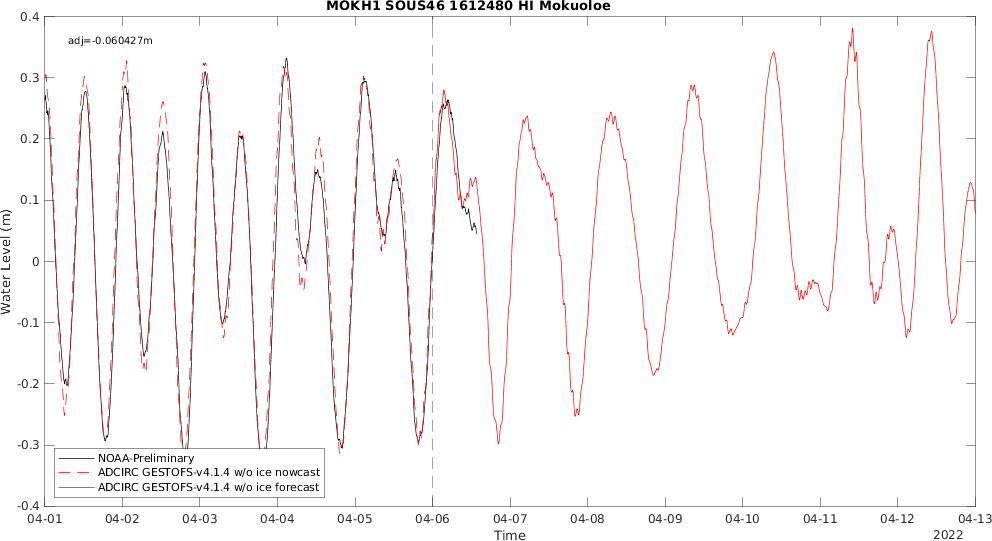 MOKH1 SOUS46 1612480 HI Mokuoloe
adj=-0.060427m
0.4
0.3
0.2
0.1
0
-0.1
-0.2
-0.3
-0.4
Water Level (m)
NOAA-Preliminary
ADCIRC GESTOFS-v4.1.4 w/o ice nowcast
ADCIRC GESTOFS-v4.1.4 w/o ice forecast
04-01 04-02 04-03 04-04 04-05 04-06 04-07 04-08 04-09 04-10 04-11 04-12 04-13
Time
2022